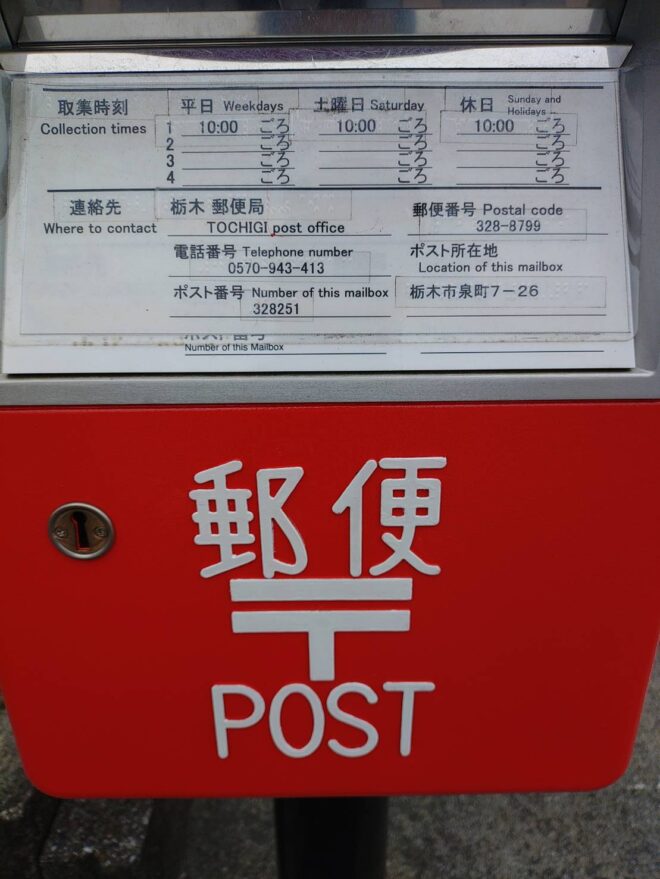 取集時刻 平日 Weekdays 土曜日 Saturday 休日 Sunday and Holidays
Collection times
1 10:00 ごろ 10:00 ごろ 10:00 ごろ
2 ごろ ごろ ごろ
3 ごろ ごろ ごろ
4 ごろ ごろ ごろ
連絡先 栃木 郵便局 郵便番号 Postal code
Where to contact TOCHIGI post office 328-8799
電話番号 Telephone number ポスト所在地
0570-943-413 Location of this mailbox
ポスト番号 Number of this mailbox 栃木市泉町7-26
328251
ポスト番号
Number of this Mailbox
郵便
〒
POST